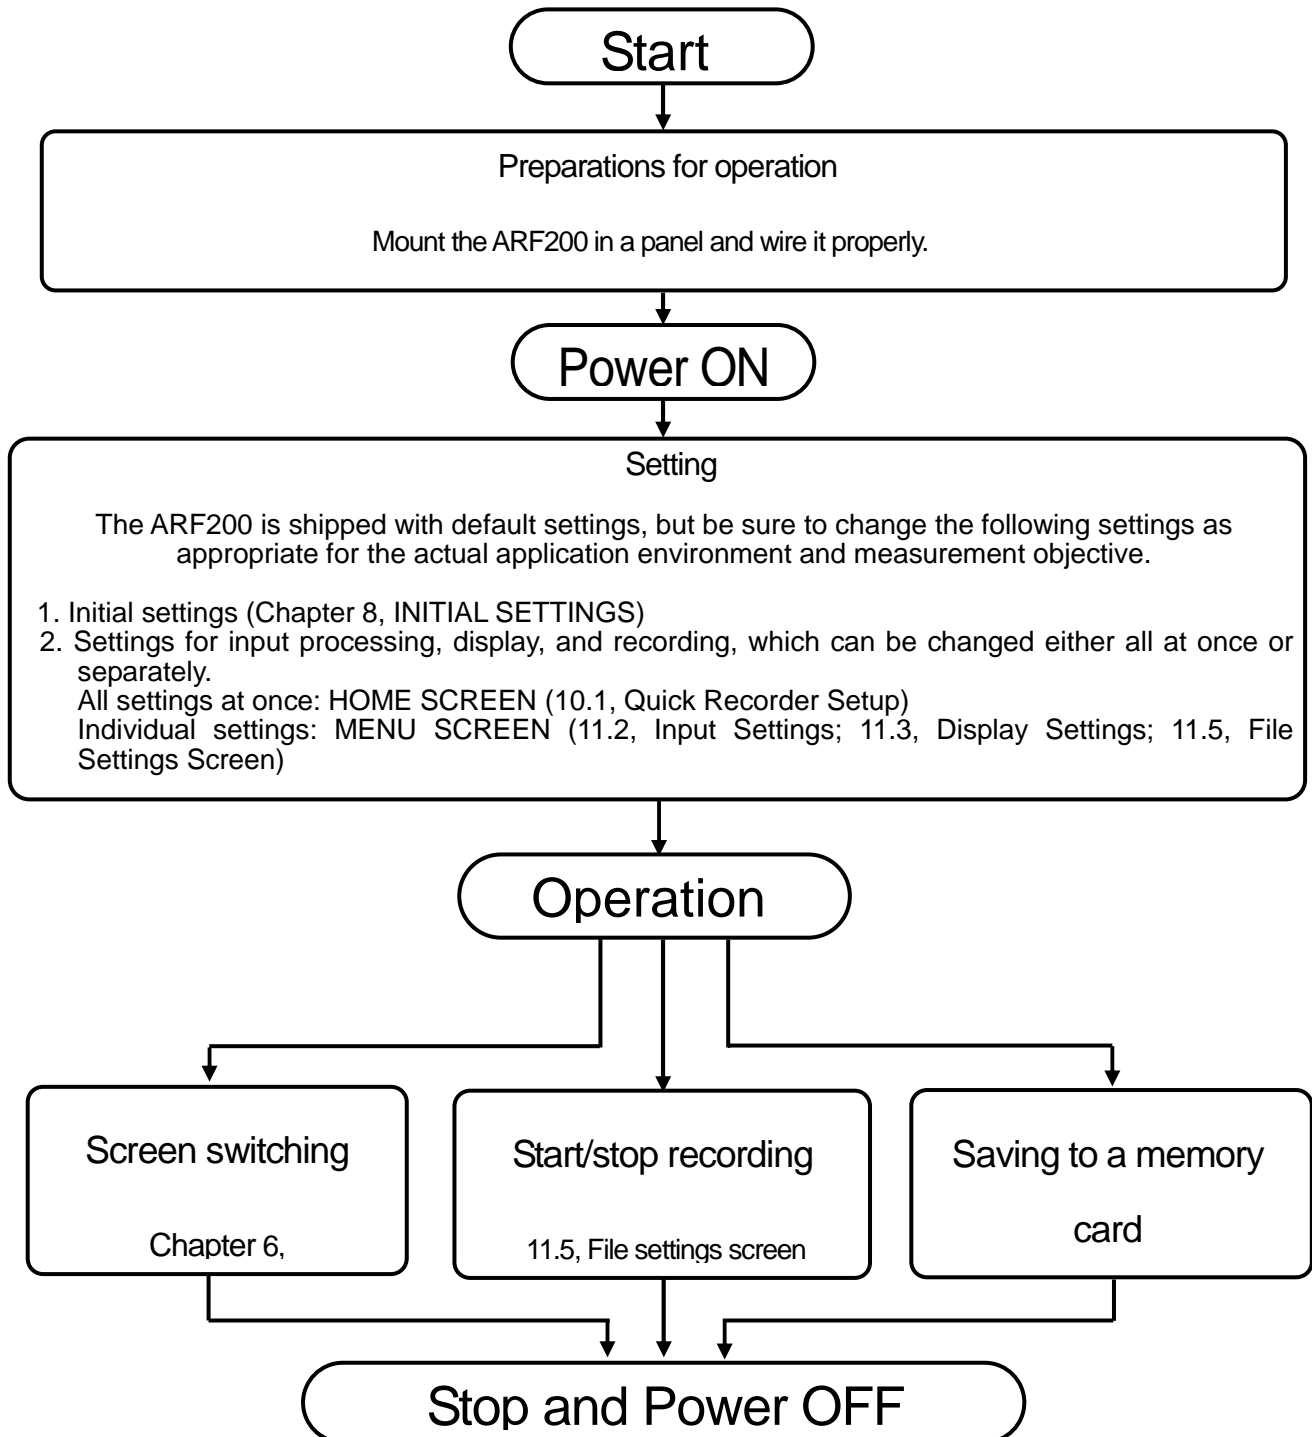 Start
Preparations for operation
Mount the ARF200 in a panel and wire it properly.
Power ON
Setting
The ARF200 is shipped with default settings, but be sure to change the following settings as
appropriate for the actual application environment and measurement objective.
1. Initial settings (Chapter 8, INITIAL SETTINGS)
2. Settings for input processing, display, and recording, which can be changed either all at once or
separately.
All settings at once: HOME SCREEN (10.1, Quick Recorder Setup)
Individual settings: MENU SCREEN (11.2, Input Settings; 11.3, Display Settings; 11.5, File
Settings Screen)
Operation
Screen switching
Chapter 6,
Start/stop recording
11.5, File settings screen
Saving to a memory
card
Stop and Power OFF